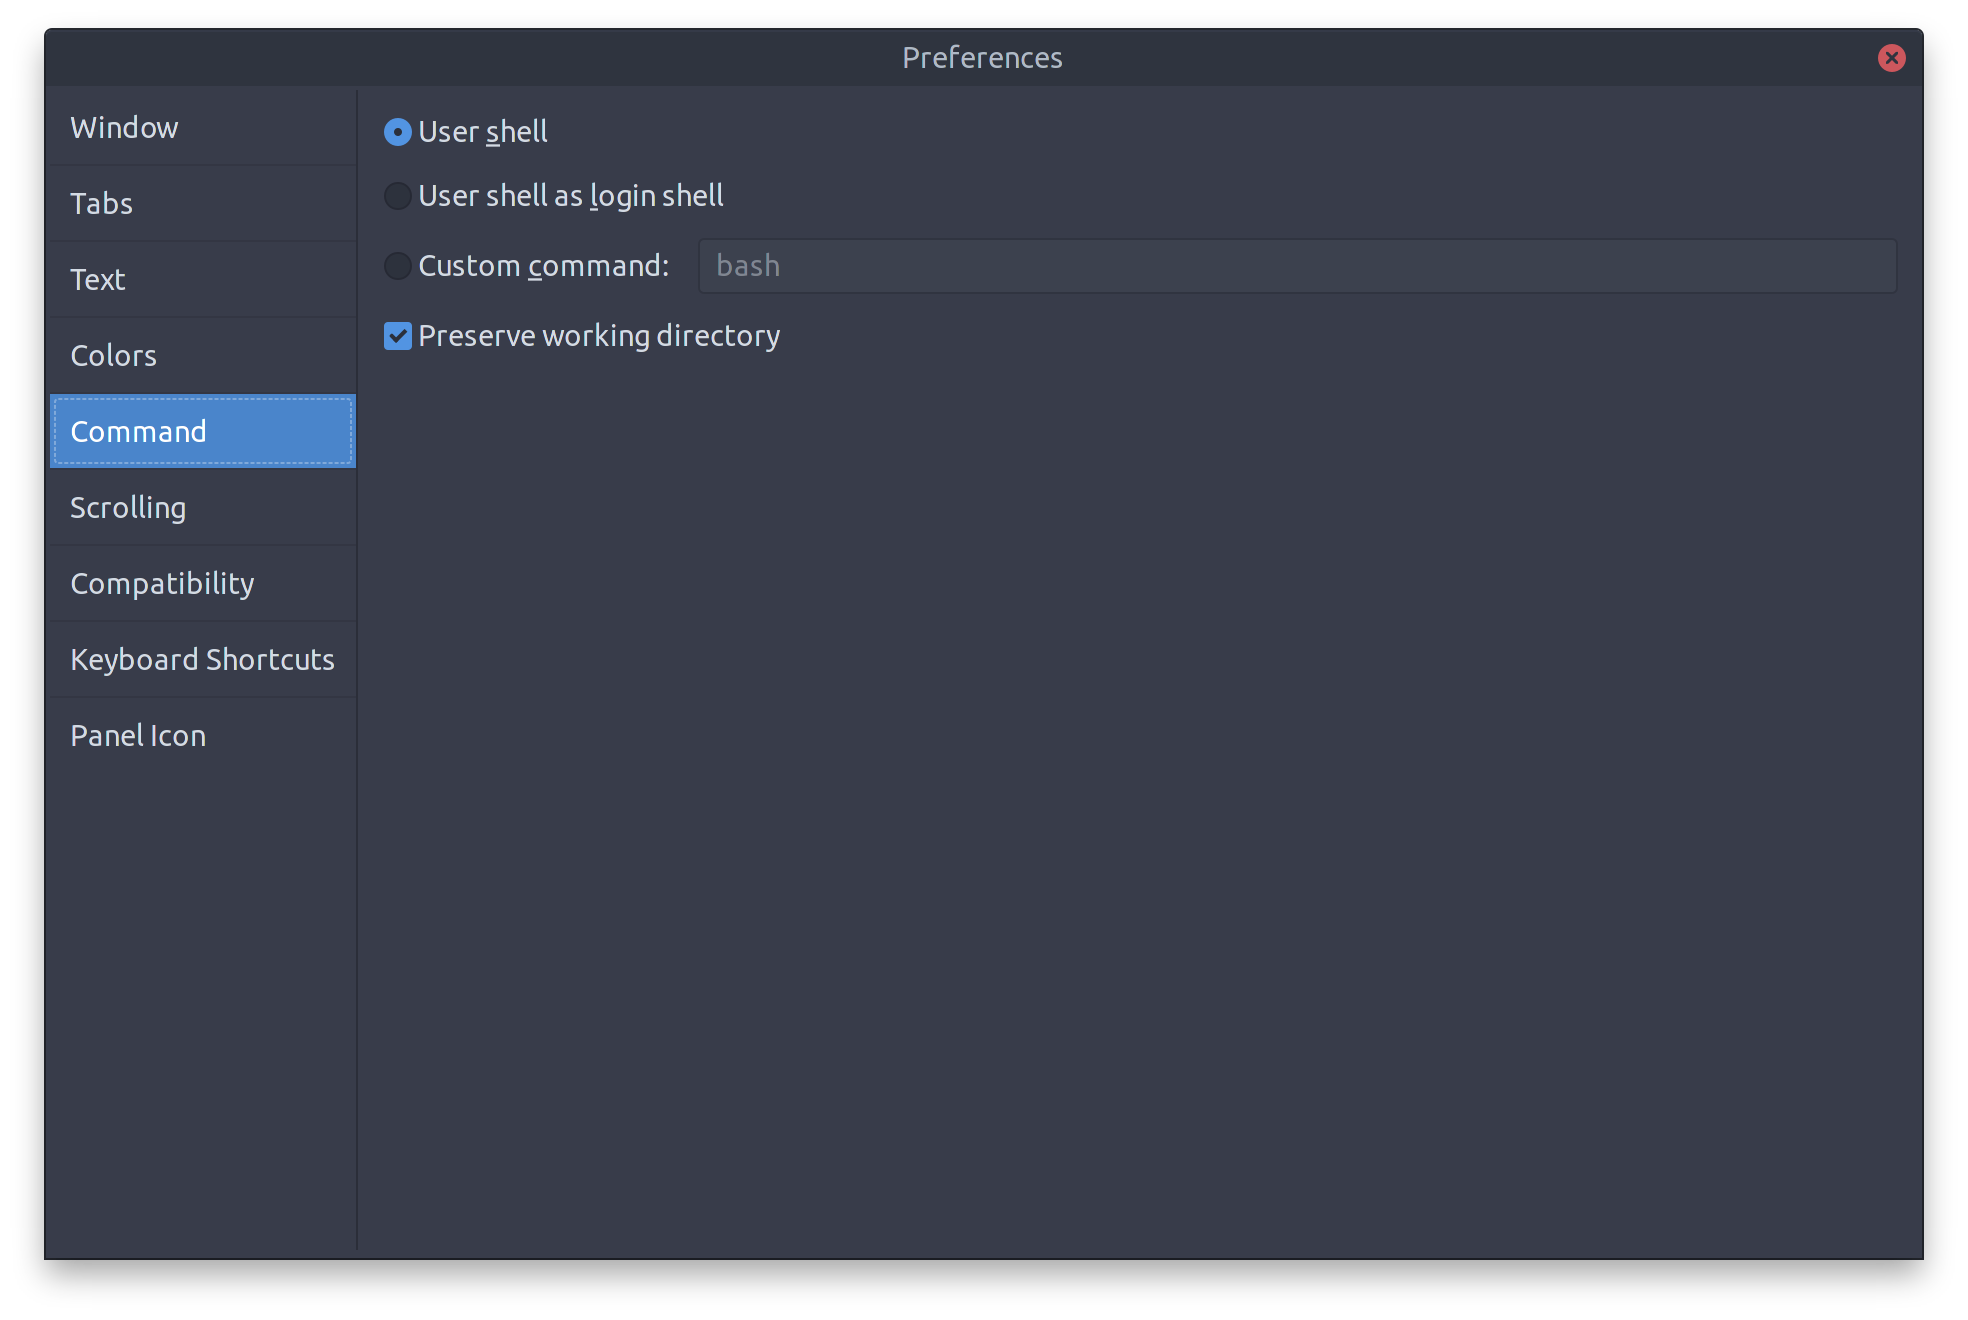 Preferences
Window
Tabs
Text
Colors
Command
Scrolling
Compatibility
Keyboard Shortcuts
Panel Icon
User shell
User shell as login shell
Custom command: bash
Preserve working directory